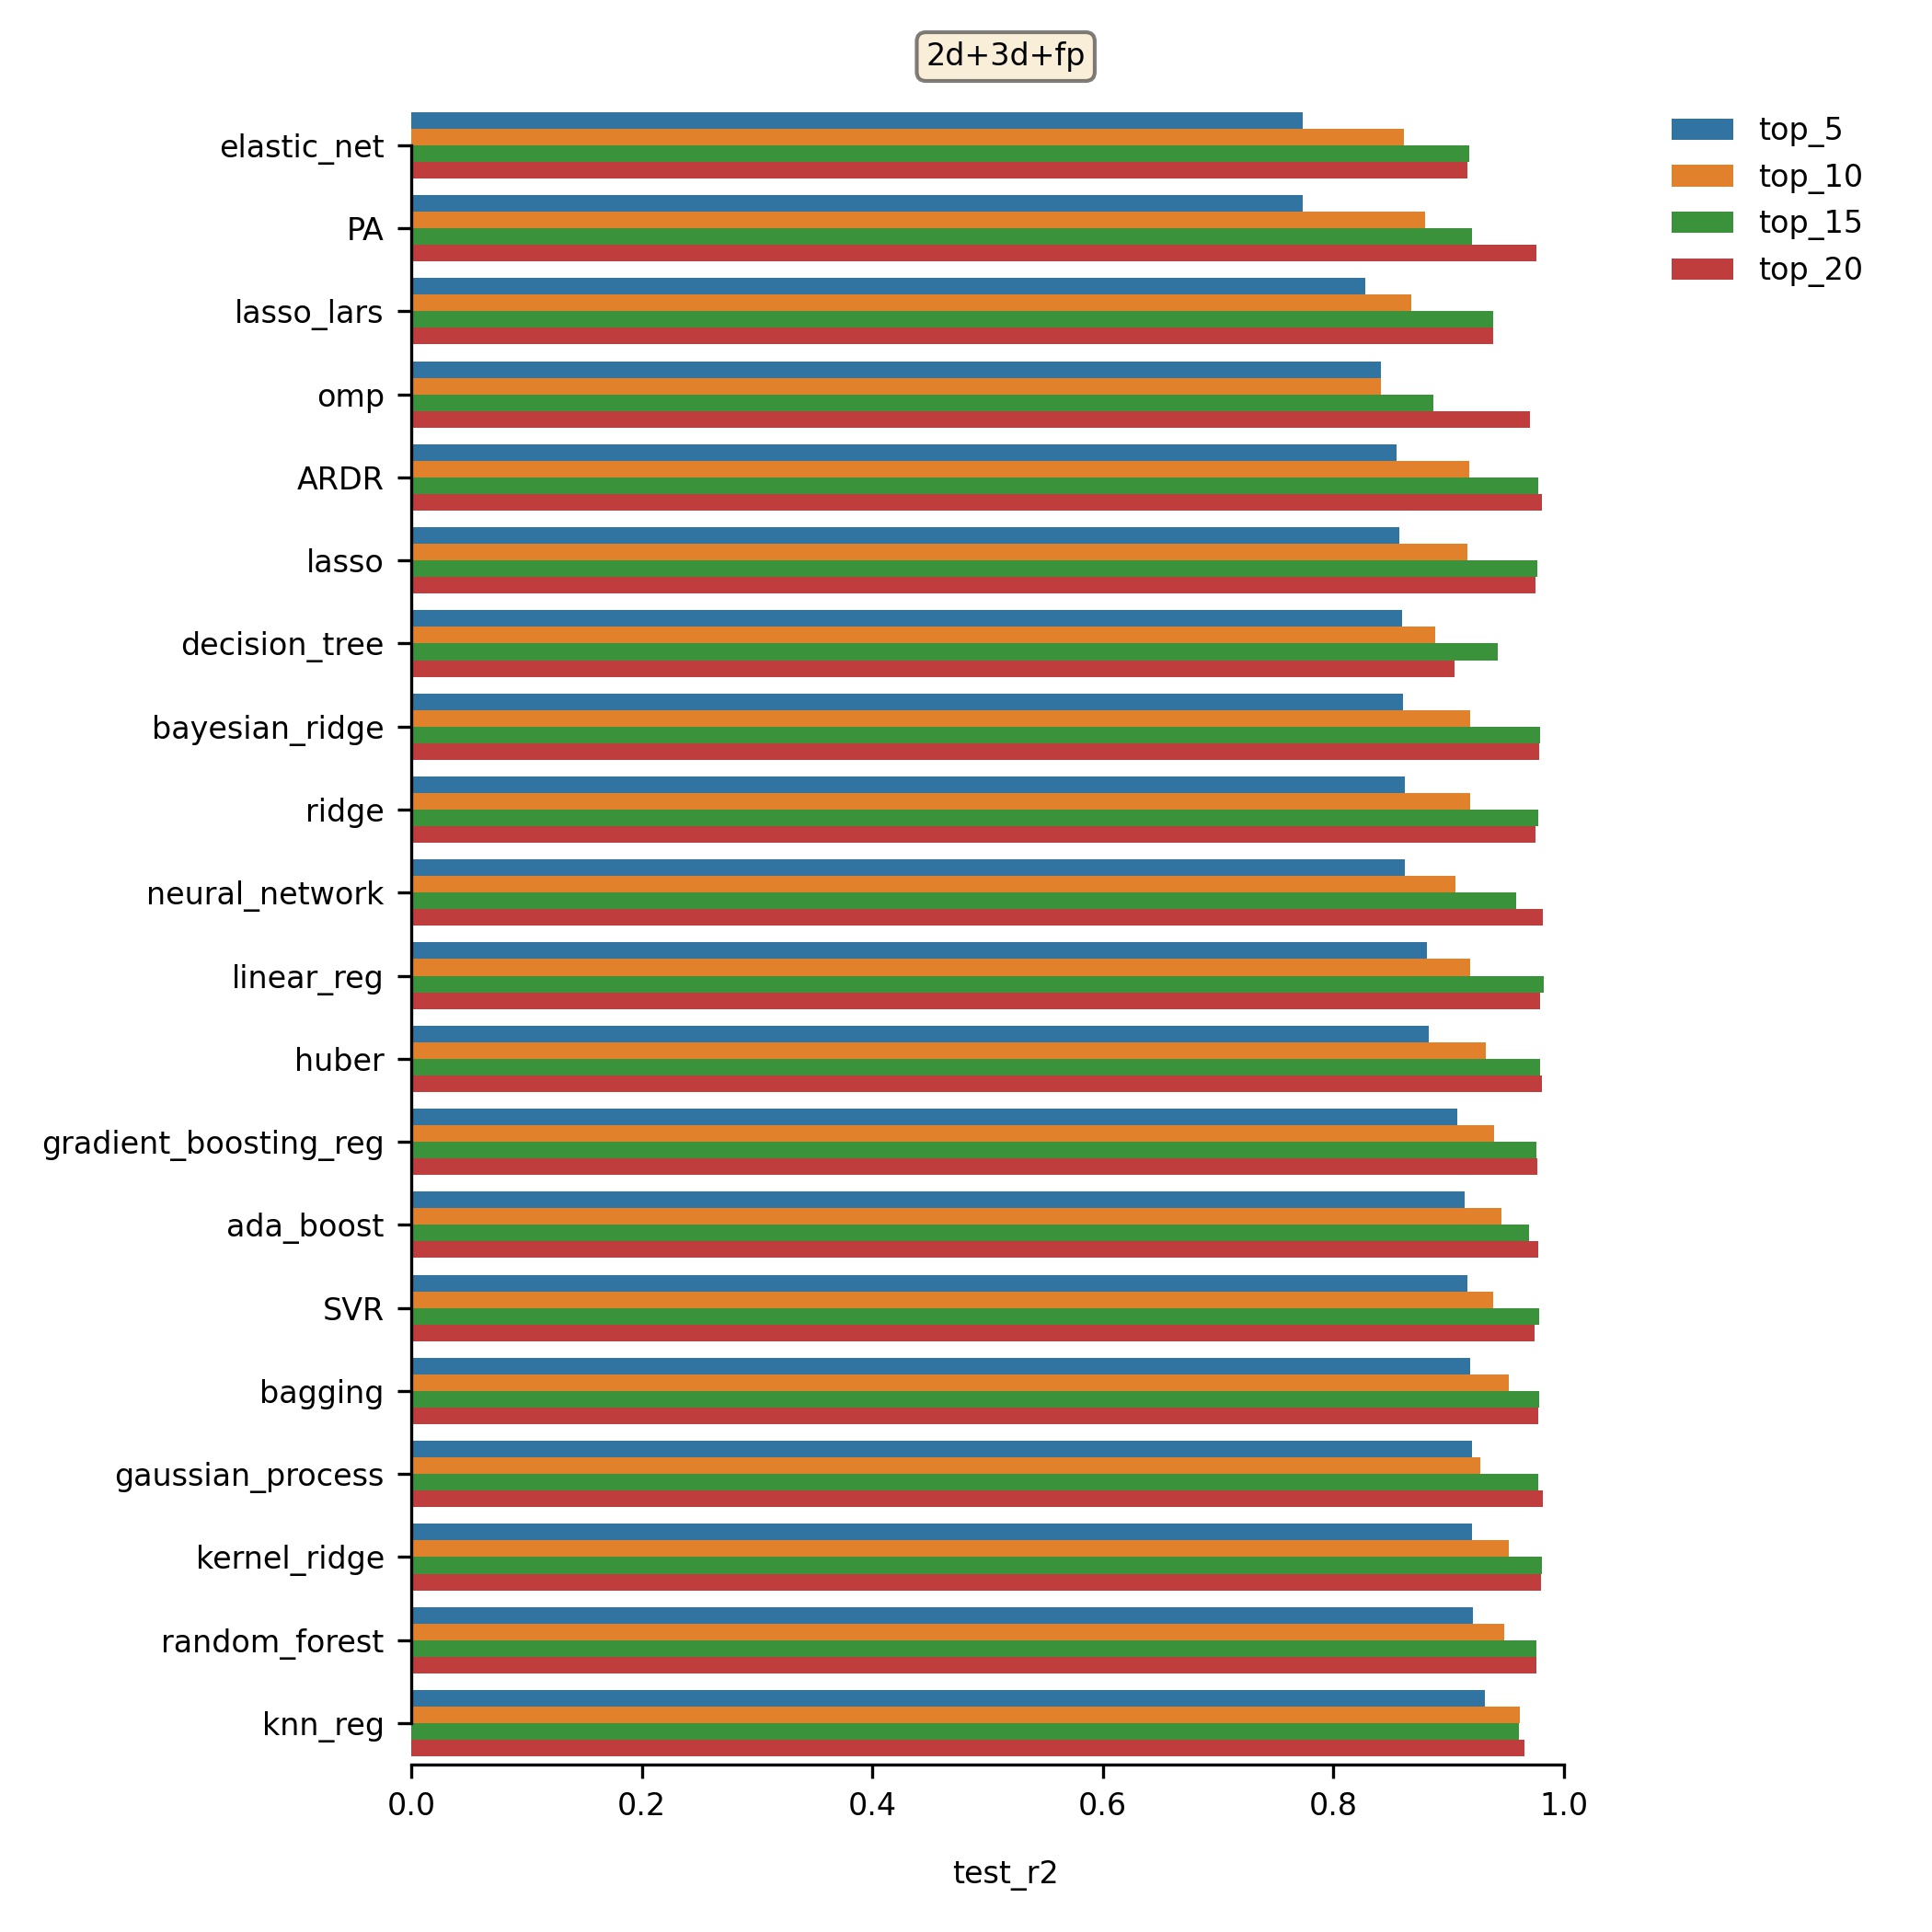 2d+3d+fp
top_5
top_10
top_15
top_20
elastic_net
PA
lasso_lars
omp
ARDR
lasso
decision_tree
bayesian_ridge
ridge
neural_network
linear_reg
huber
gradient_boosting_reg
ada_boost
SVR
bagging
gaussian_process
kernel_ridge
random_forest
knn_reg
0.0 0.2 0.4 0.6 0.8 1.0
test_r2